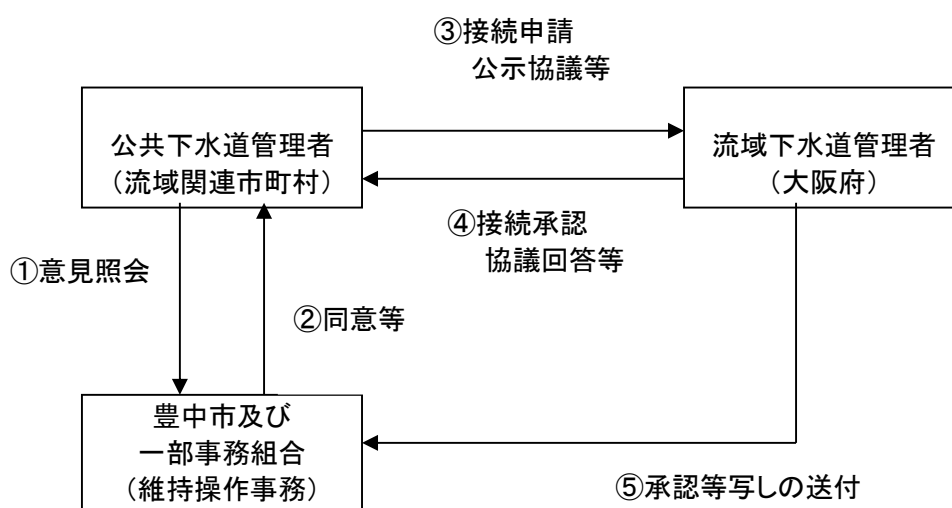 ③接続申請
公示協議等
公共下水道管理者
（流域関連市町村）
流域下水道管理者
（大阪府）
④接続承認
協議回答等
①意見照会
②同意等
豊中市及び
一部事務組合
（維持操作事務）
⑤承認等写しの送付